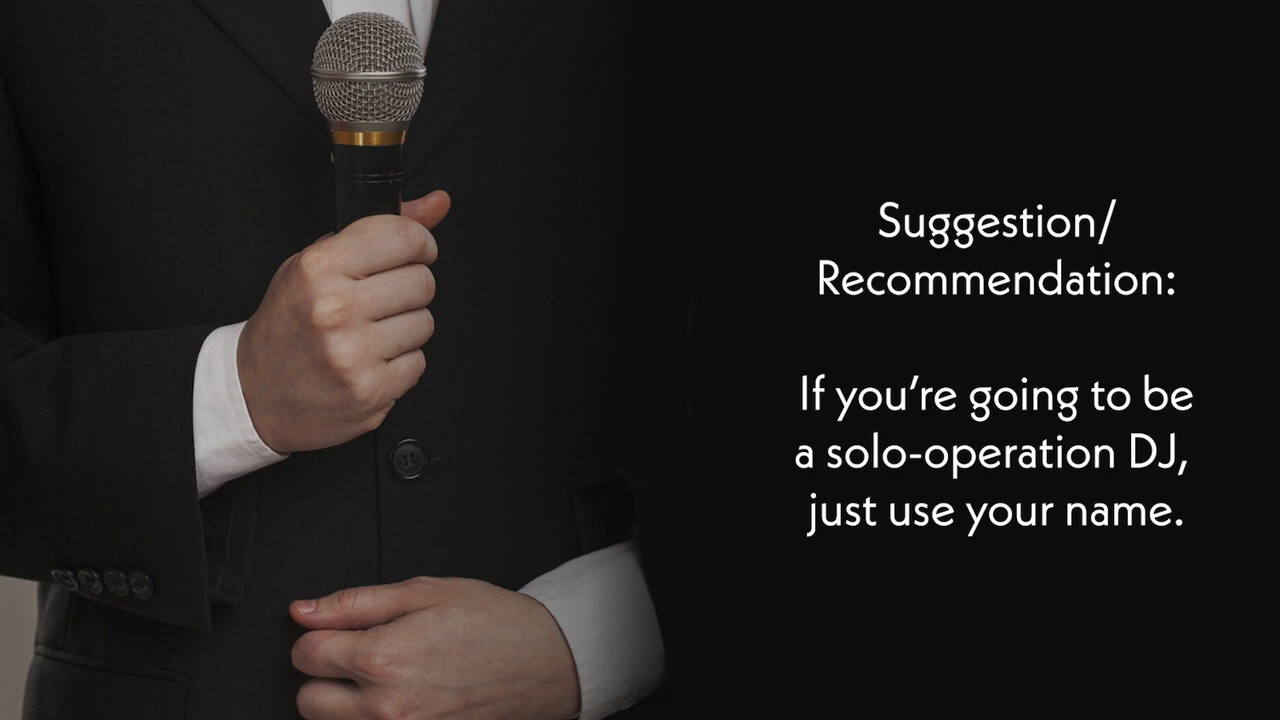 Suggestion/
Recommendation:
If you’re going to be
a solo-operation DJ,
just use your name.